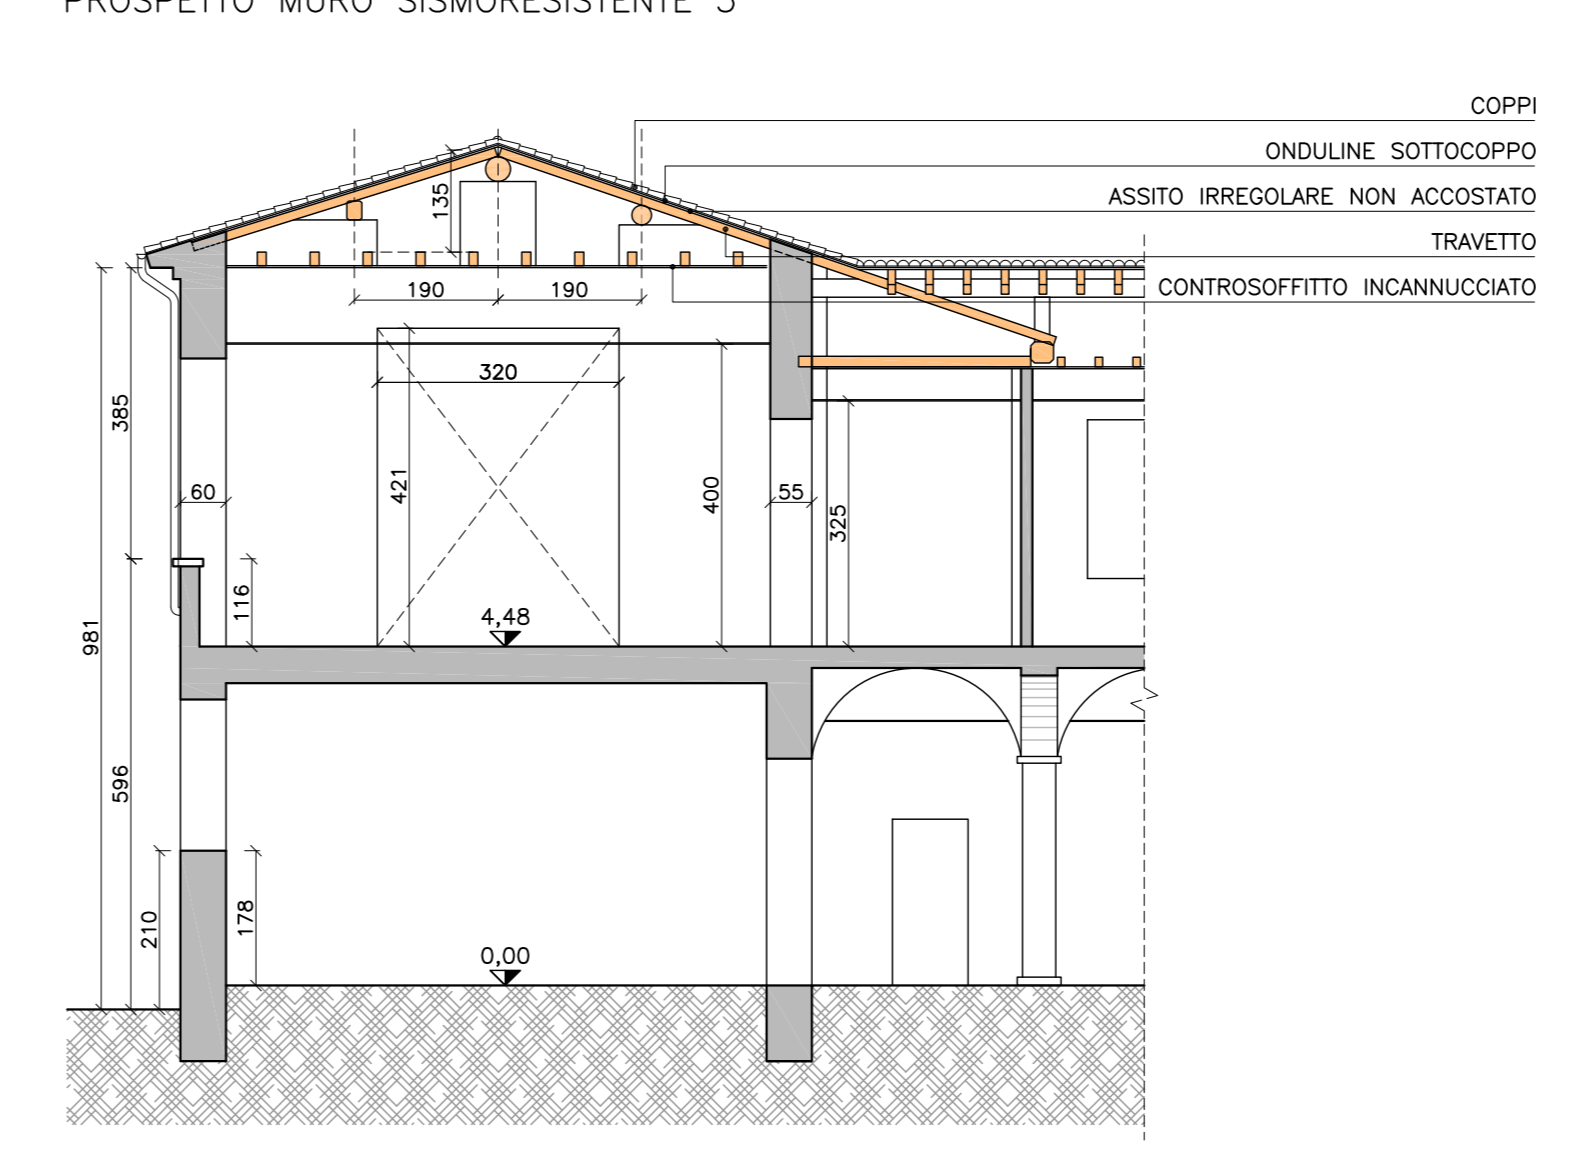 PROSPETTO MURO SISMORESISTENTE
COPPI
ONDULINE SOTTOCOPPO
ASSITO IRREGOLARE NON ACCOSTATO
TRAVETTO
CONTROSOFFITTO INCANNUCCIATO
135
190
190
320
385
421
400
60
55
325
116
4,48
981
596
210
178
0,00